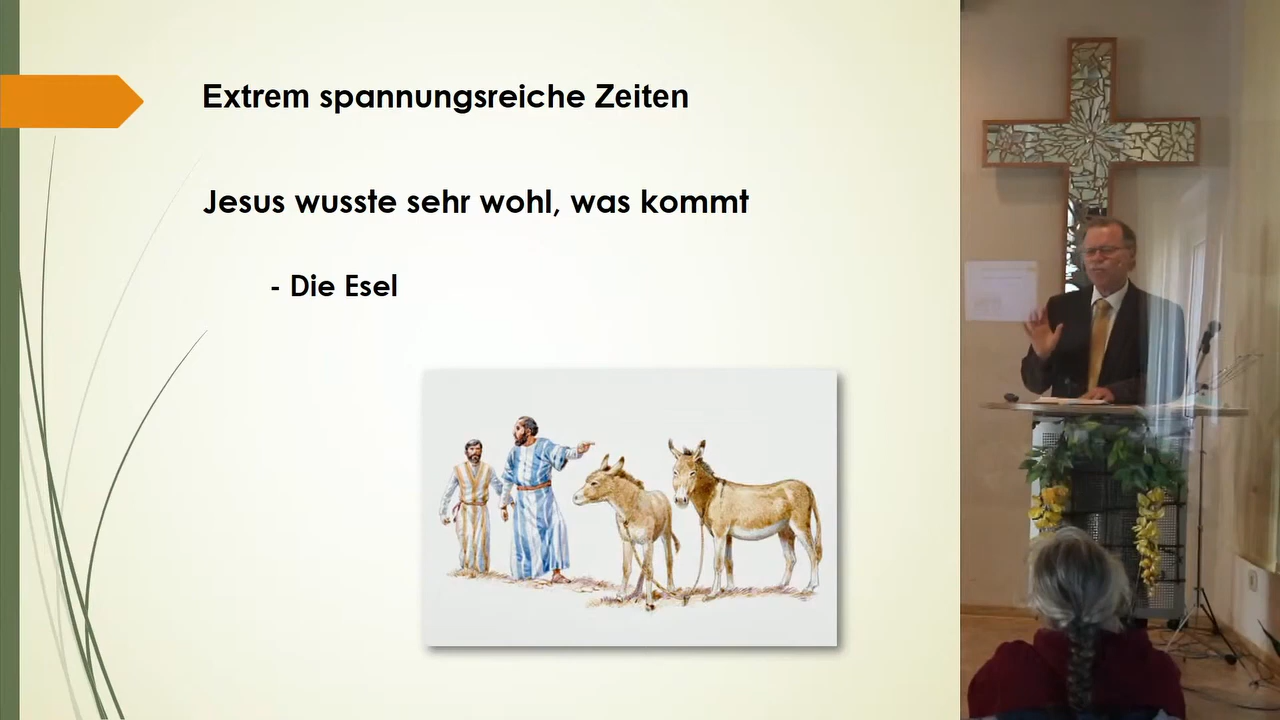 Extrem spannungsreiche Zeiten
Jesus wusste sehr wohl, was kommt
- Die Esel